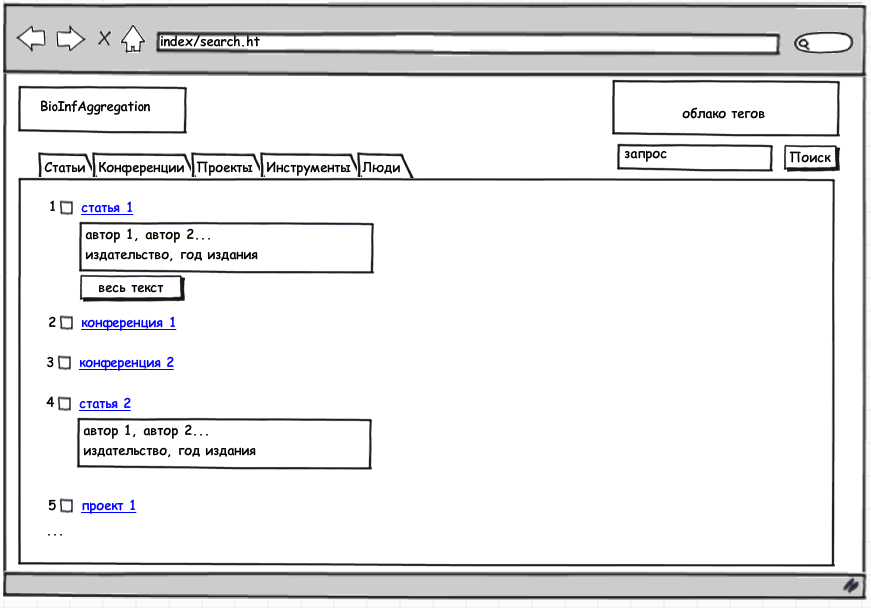 index/search.ht
BioInfAggregation
облако тегов
запрос
Поиск
Статьи Конференции Проекты Инструменты Люди
1 статья 1
автор 1, автор 2...
издательство, год издания
весь текст
2 конференция 1
3 конференция 2
4 статья 2
автор 1, автор 2...
издательство, год издания
5 проект 1
...